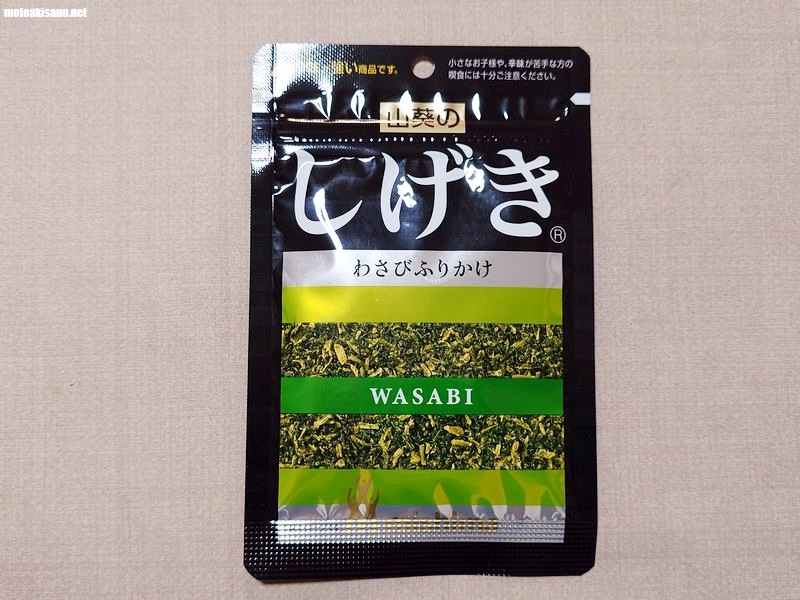 motoakisano.net
強い商品です。
小さなお子様や、辛味が苦手な方の
喫食には十分ご注意ください。
山葵の
しげき®
わさびふりかけ
WASABI
mishima